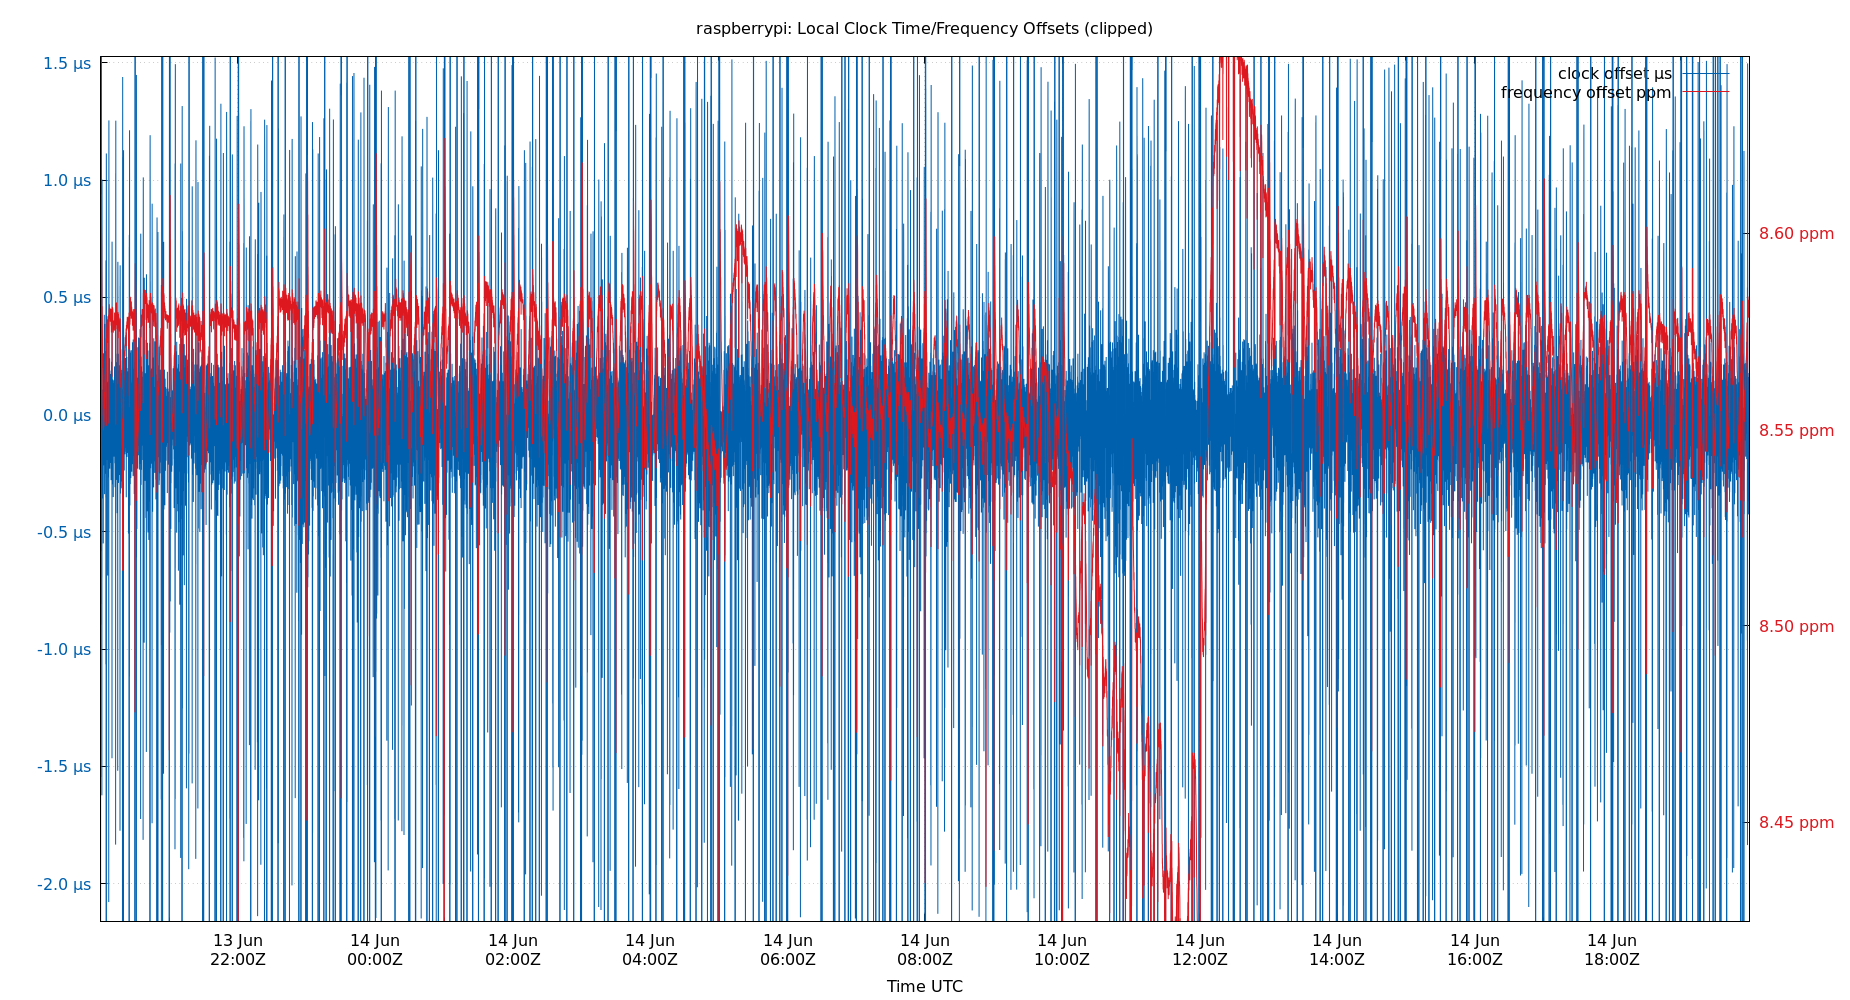 raspberrypi: Local Clock Time/Frequency Offsets (clipped)
clock offset µs
frequency offset ppm
1.5 µs
1.0 µs
0.5 µs
0.0 µs
-0.5 µs
-1.0 µs
-1.5 µs
-2.0 µs
8.60 ppm
8.55 ppm
8.50 ppm
8.45 ppm
13 Jun 14 Jun 14 Jun 14 Jun 14 Jun 14 Jun 14 Jun 14 Jun 14 Jun 14 Jun 14 Jun
22:00Z 00:00Z 02:00Z 04:00Z 06:00Z 08:00Z 10:00Z 12:00Z 14:00Z 16:00Z 18:00Z
Time UTC